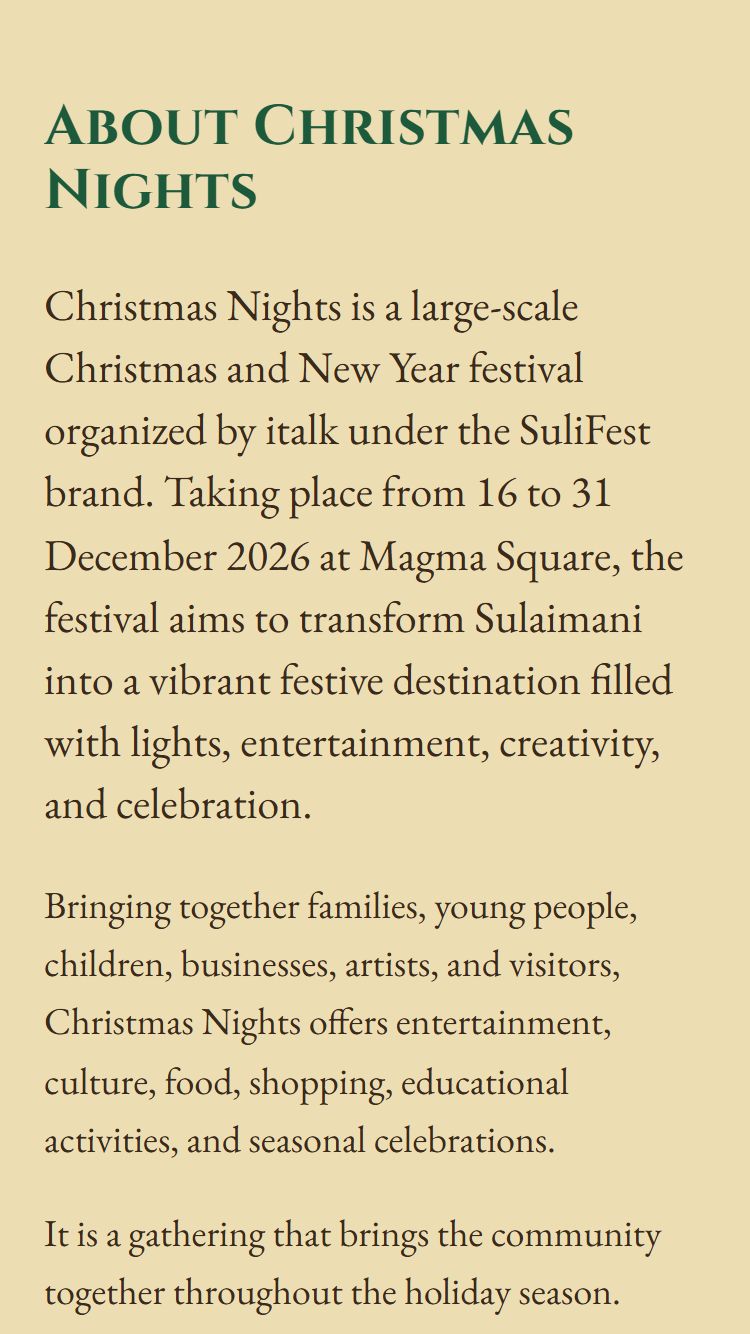 About Christmas
Nights
Christmas Nights is a large-scale
Christmas and New Year festival
organized by italk under the SuliFest
brand. Taking place from 16 to 31
December 2026 at Magma Square, the
festival aims to transform Sulaimani
into a vibrant festive destination filled
with lights, entertainment, creativity,
and celebration.
Bringing together families, young people,
children, businesses, artists, and visitors,
Christmas Nights offers entertainment,
culture, food, shopping, educational
activities, and seasonal celebrations.
It is a gathering that brings the community
together throughout the holiday season.